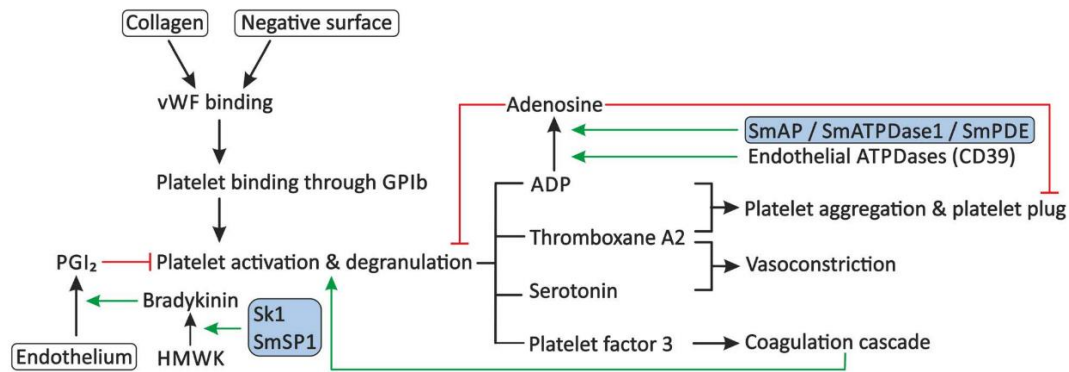 Collagen
Negative surface
vWF binding
Adenosine
SmAP / SmATPDase1 / SmPDE
Endothelial ATPDases (CD39)
Platelet binding through GPIb
ADP
Platelet aggregation & platelet plug
Thromboxane A2
PGI₂
Platelet activation & degranulation
Vasoconstriction
Bradykinin
Serotonin
Sk1
SmSP1
Endothelium
HMWK
Platelet factor 3
Coagulation cascade